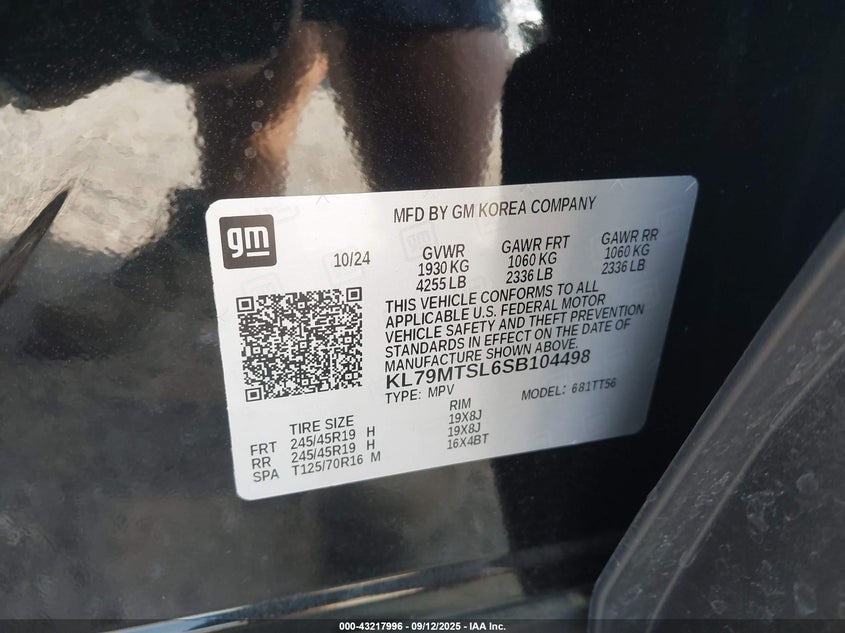 MFD BY GM KOREA COMPANY
gm
10/24
GVWR GAWR FRT GAWR RR
1930 KG 1060 KG 1060 KG
4255 LB 2336 LB 2336 LB
THIS VEHICLE CONFORMS TO ALL
APPLICABLE U.S. FEDERAL MOTOR
VEHICLE SAFETY AND THEFT PREVENTION
STANDARDS IN EFFECT ON THE DATE OF
MANUFACTURE SHOWN ABOVE.
KL79MTSL6SB104498
TYPE: MPV MODEL: 681TT56
TIRE SIZE RIM
FRT 245/45R19 H 19X8J
RR 245/45R19 H 19X8J
SPA T125/70R16 M 16X4BT
000-43217996 - 09/12/2025 - IAA Inc.